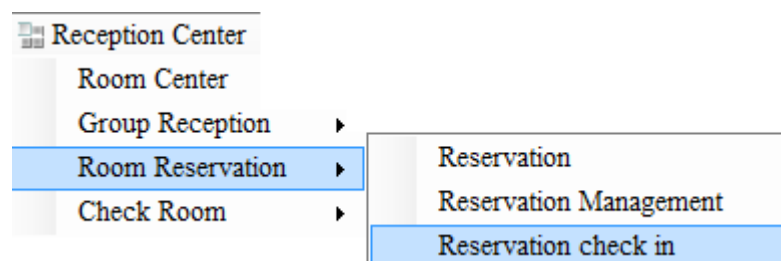 Reception Center
Room Center
Group Reception
Room Reservation
Check Room
Reservation
Reservation Management
Reservation check in